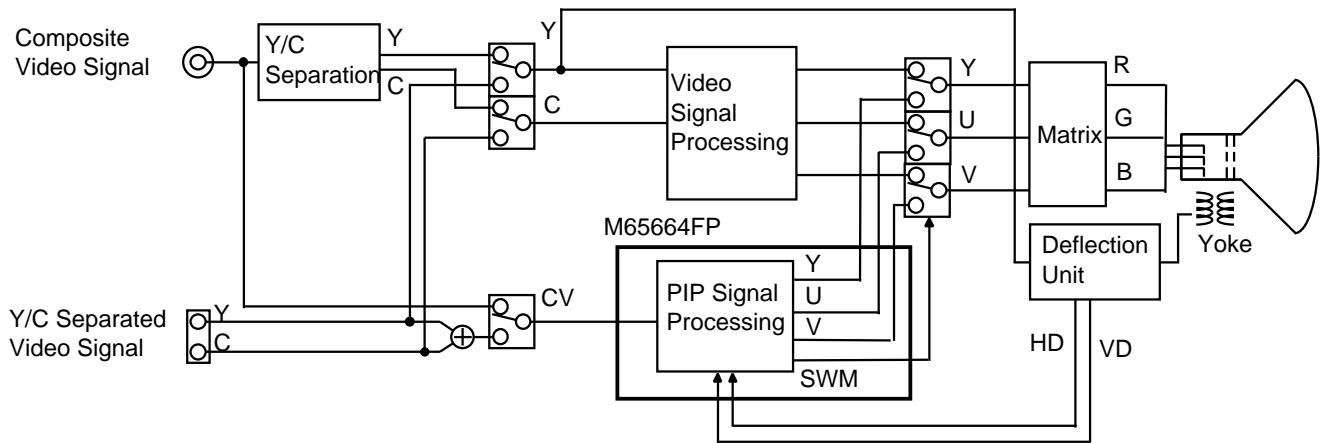 Composite
Video Signal
Y/C
Separation
Y
C
Y
C
Video
Signal
Processing
Y
U
V
Matrix
R
G
B
Yoke
Deflection
Unit
HD
VD
M65664FP
PIP Signal
Processing
Y
U
V
SWM
CV
Y/C Separated
Video Signal
Y
C